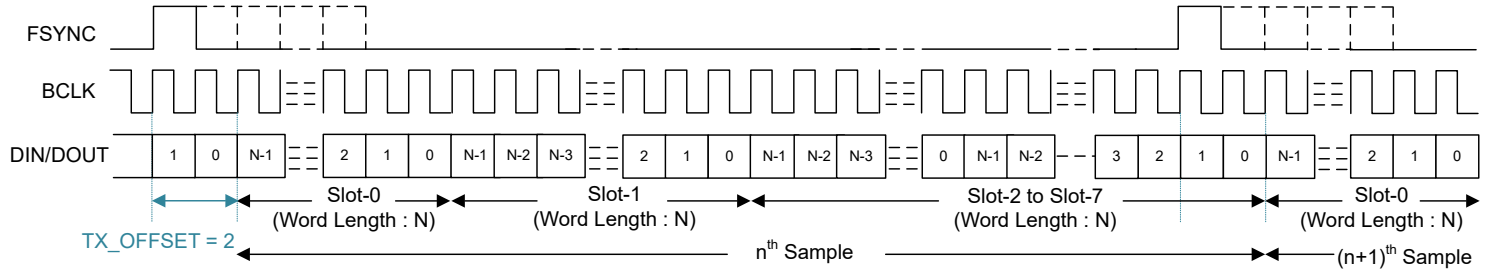 FSYNC
BCLK
DIN/DOUT 1 0 N-1 2 1 0 N-1 N-2 N-3 2 1 0 N-1 N-2 N-3 0 N-1 N-2 3 2 1 0 N-1 2 1 0
Slot-0 Slot-1 Slot-2 to Slot-7 Slot-0
(Word Length : N) (Word Length : N) (Word Length : N) (Word Length : N)
TX_OFFSET = 2
nth Sample (n+1)th Sample